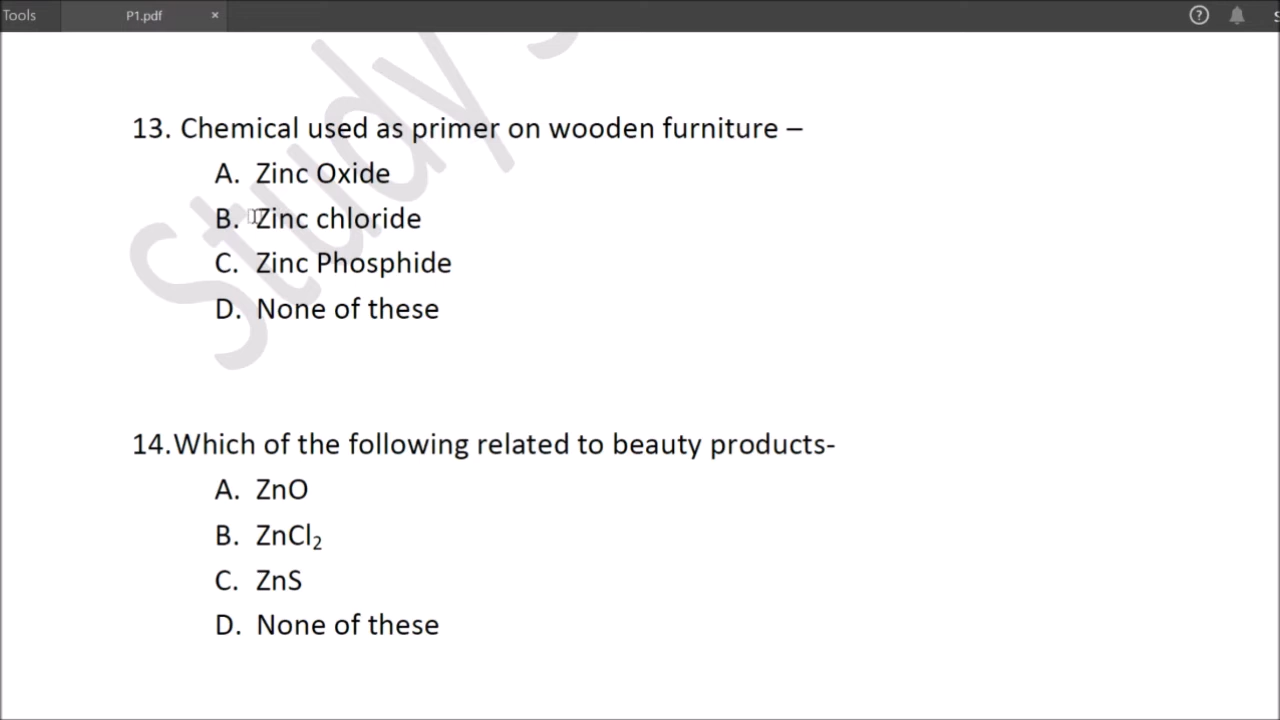 Tools P1.pdf × ?
Study
13. Chemical used as primer on wooden furniture –
A. Zinc Oxide
B. Zinc chloride
C. Zinc Phosphide
D. None of these
14.Which of the following related to beauty products-
A. ZnO
B. ZnCl₂
C. ZnS
D. None of these